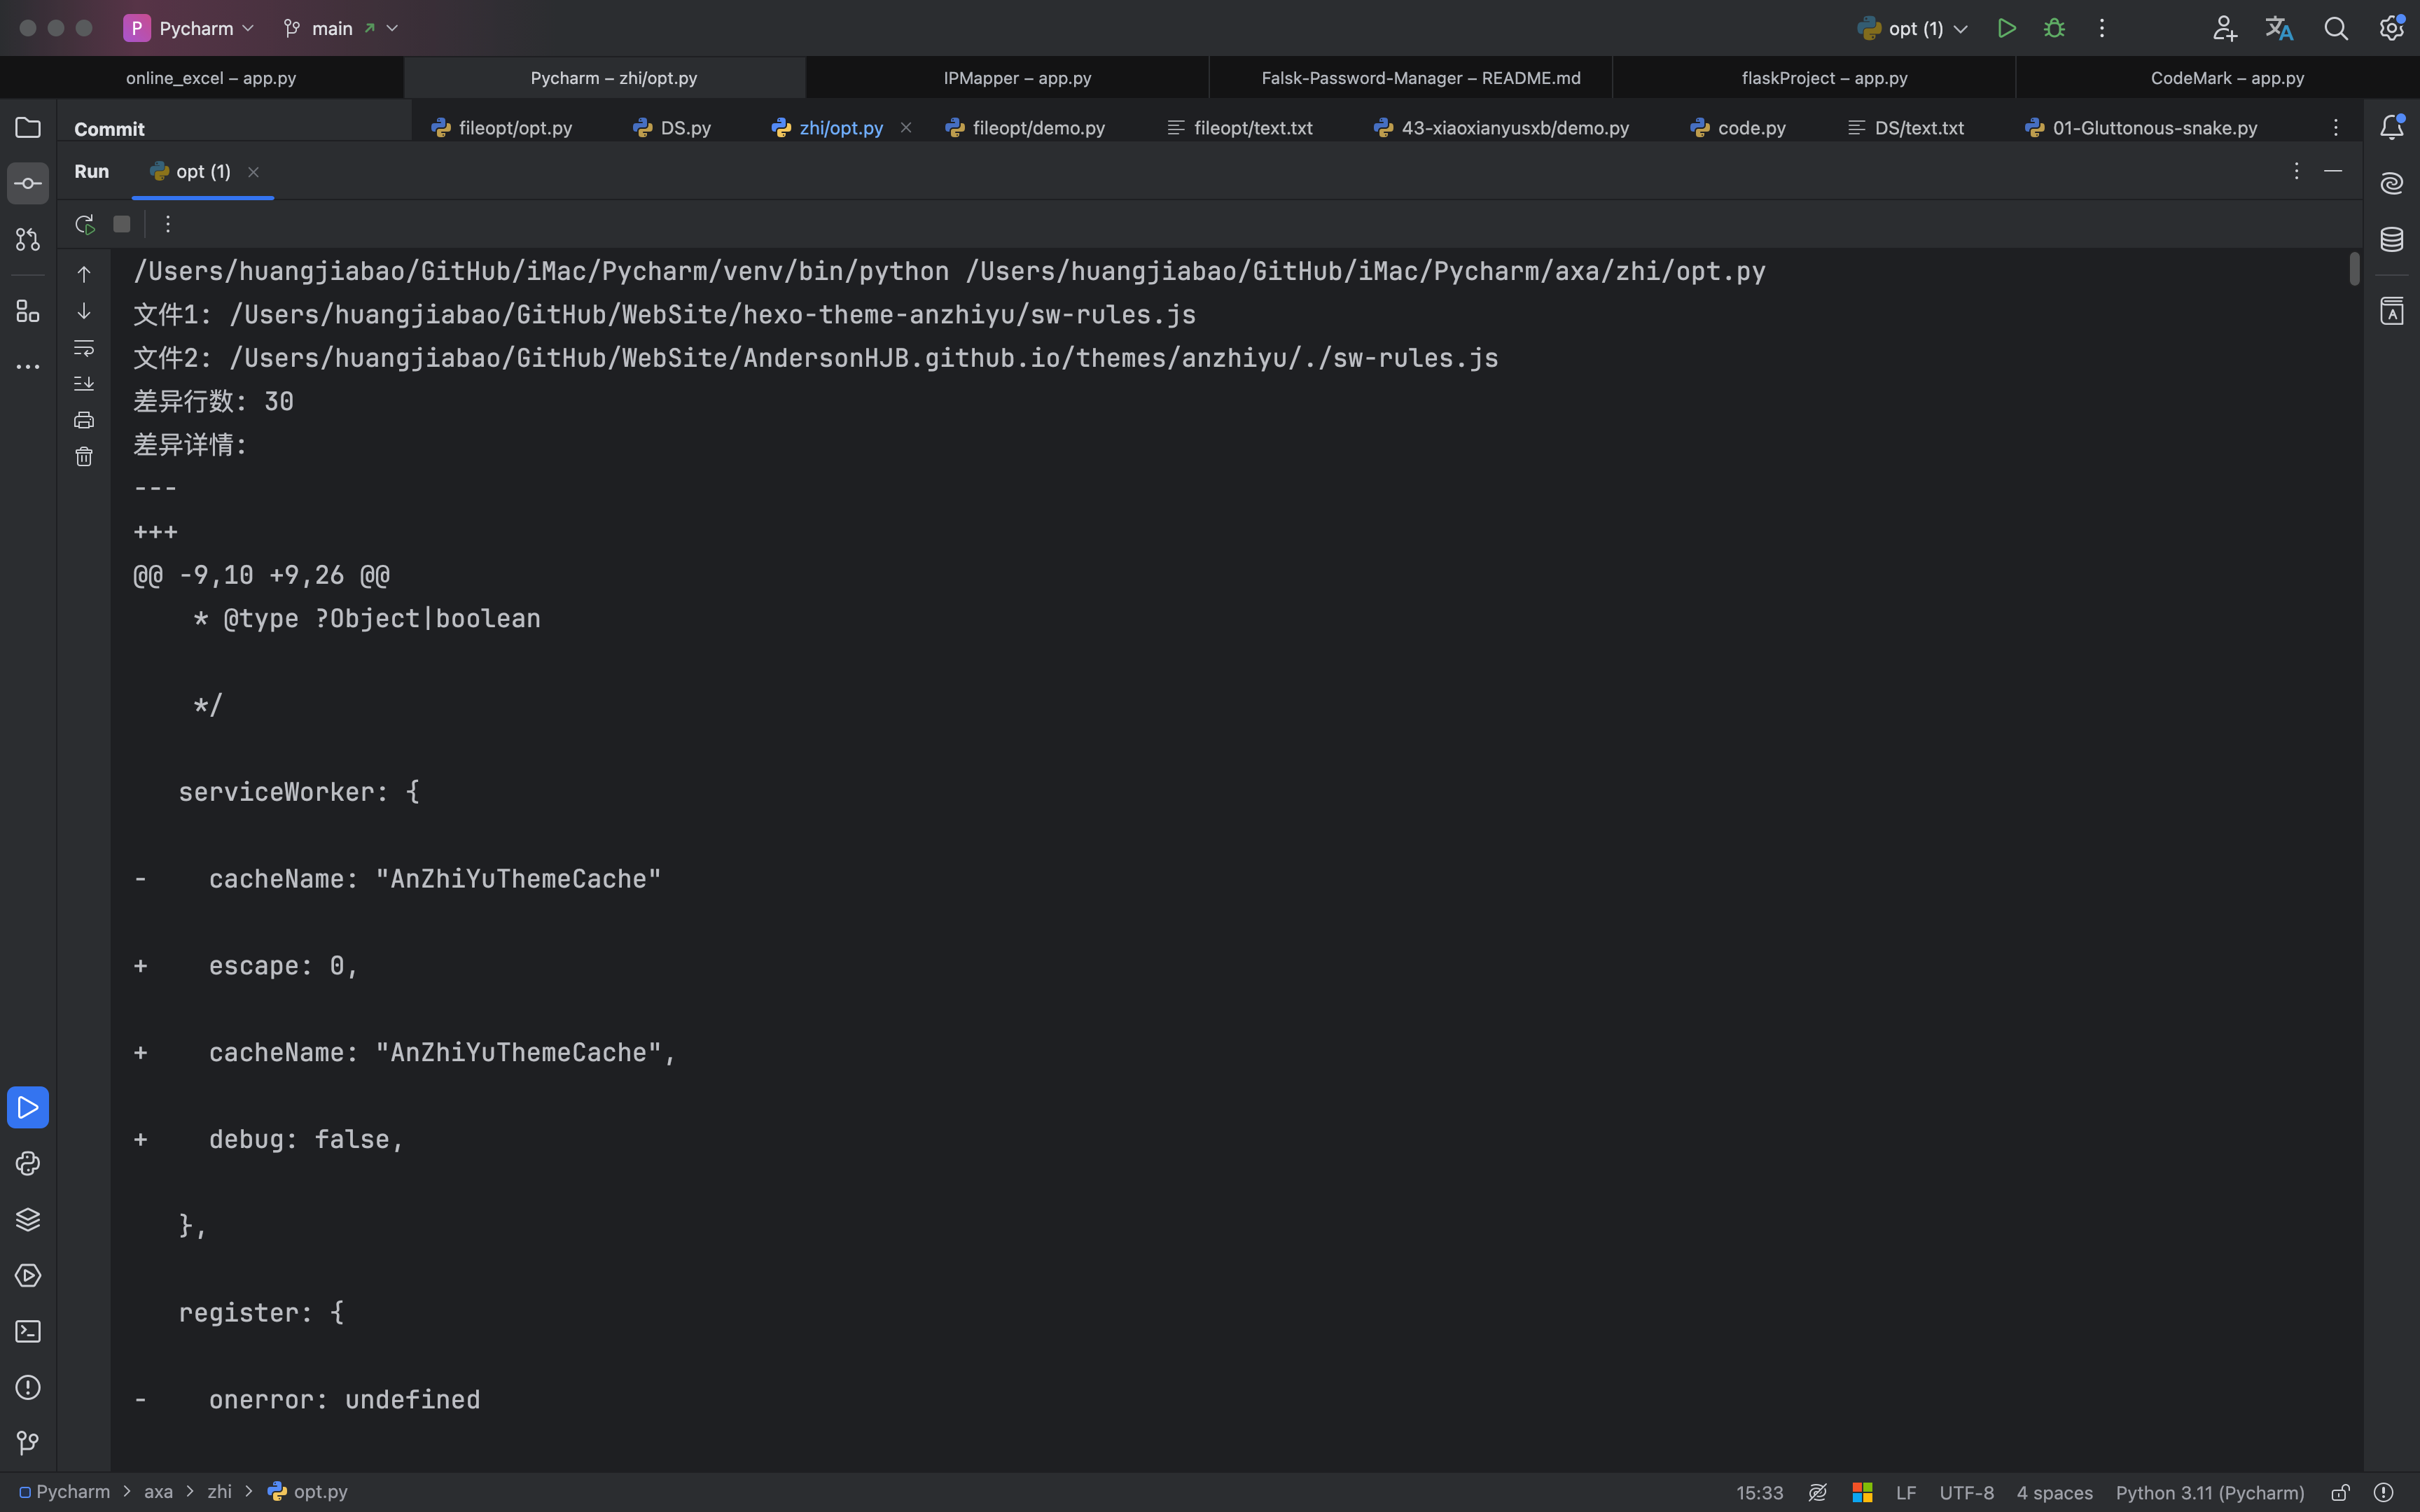 P Pycharm main opt (1)
online_excel – app.py Pycharm – zhi/opt.py IPMapper – app.py Falsk-Password-Manager – README.md flaskProject – app.py CodeMark – app.py
Commit fileopt/opt.py DS.py zhi/opt.py fileopt/demo.py fileopt/text.txt 43-xiaoxianyusxb/demo.py code.py DS/text.txt 01-Gluttonous-snake.py
Run opt (1)
/Users/huangjiabao/GitHub/iMac/Pycharm/venv/bin/python /Users/huangjiabao/GitHub/iMac/Pycharm/axa/zhi/opt.py
文件1: /Users/huangjiabao/GitHub/WebSite/hexo-theme-anzhiyu/sw-rules.js
文件2: /Users/huangjiabao/GitHub/WebSite/AndersonHJB.github.io/themes/anzhiyu/./sw-rules.js
差异行数: 30
差异详情:
---
+++
@@ -9,10 +9,26 @@
* @type ?Object|boolean
*/
serviceWorker: {
- cacheName: "AnZhiYuThemeCache"
+ escape: 0,
+ cacheName: "AnZhiYuThemeCache",
+ debug: false,
},
register: {
- onerror: undefined
Pycharm > axa > zhi > opt.py 15:33 LF UTF-8 4 spaces Python 3.11 (Pycharm)